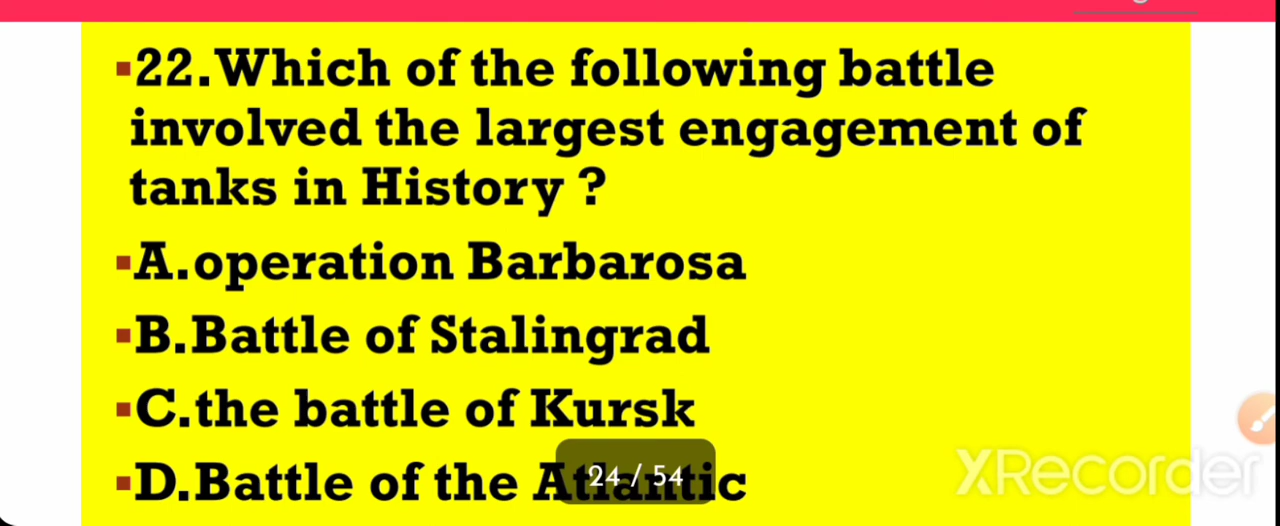 ▪22.Which of the following battle
involved the largest engagement of
tanks in History ?
▪A.operation Barbarosa
▪B.Battle of Stalingrad
▪C.the battle of Kursk
▪D.Battle of the Atlantic
24 / 54
XRecorder